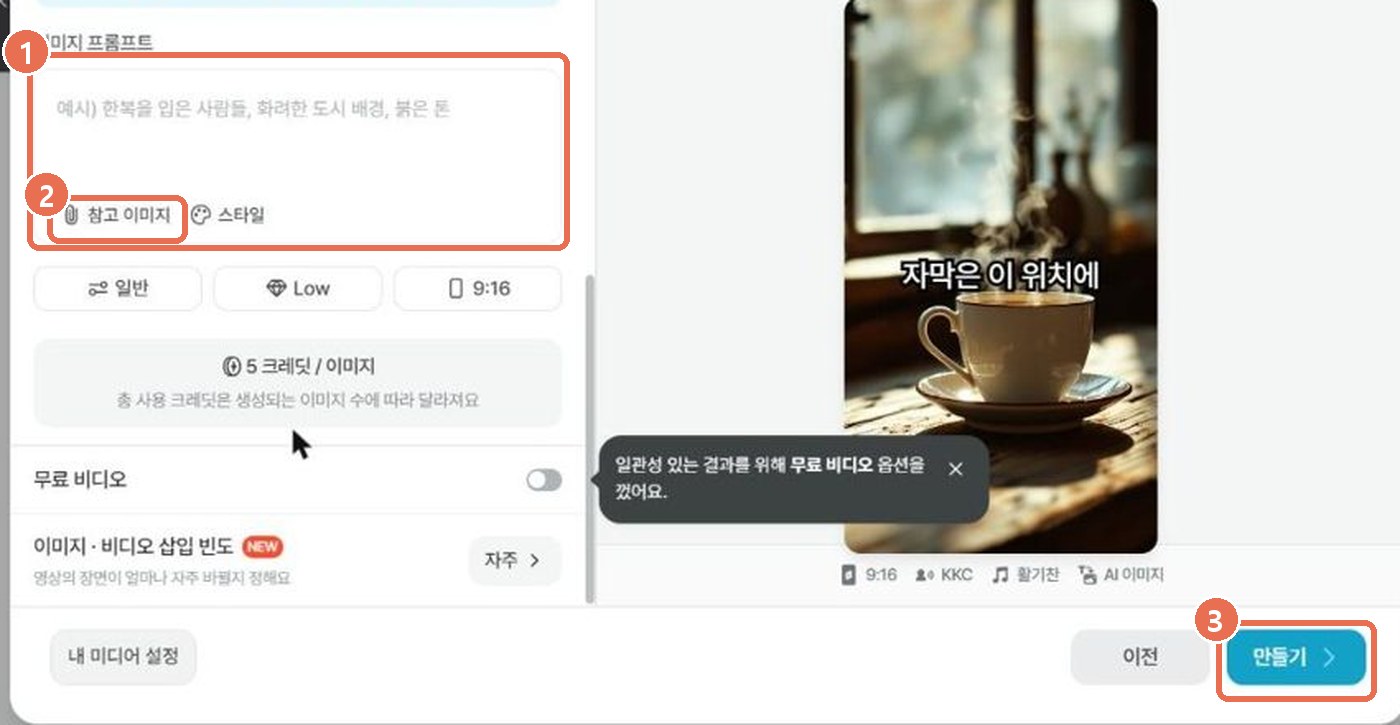 1
이미지 프롬프트
예시) 한복을 입은 사람들, 화려한 도시 배경, 붉은 톤
2
참고 이미지 스타일
일반 Low 9:16
5 크레딧 / 이미지
총 사용 크레딧은 생성되는 이미지 수에 따라 달라져요
무료 비디오
이미지 · 비디오 삽입 빈도 NEW
영상의 장면이 얼마나 자주 바뀔지 정해요
자주
내 미디어 설정
자막은 이 위치에
일관성 있는 결과를 위해 무료 비디오 옵션을
껐어요.
9:16 KKC 활기찬 AI 이미지
이전
3
만들기